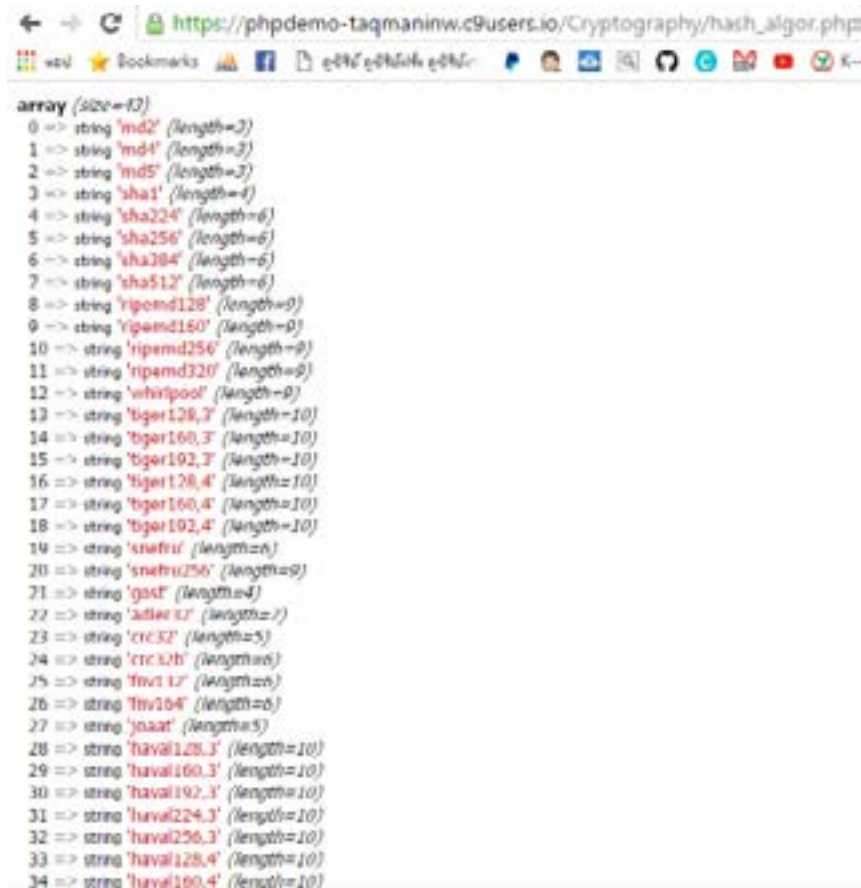 https://phpdemo-taqmaninw.c9users.io/Cryptography/hash_algor.php
Bookmarks
array (size=43)
0 => string 'md2' (length=3)
1 => string 'md4' (length=3)
2 => string 'md5' (length=3)
3 => string 'sha1' (length=4)
4 => string 'sha224' (length=6)
5 => string 'sha256' (length=6)
6 => string 'sha384' (length=6)
7 => string 'sha512' (length=6)
8 => string 'ripemd128' (length=9)
9 => string 'ripemd160' (length=9)
10 => string 'ripemd256' (length=9)
11 => string 'ripemd320' (length=9)
12 => string 'whirlpool' (length=9)
13 => string 'tiger128,3' (length=10)
14 => string 'tiger160,3' (length=10)
15 => string 'tiger192,3' (length=10)
16 => string 'tiger128,4' (length=10)
17 => string 'tiger160,4' (length=10)
18 => string 'tiger192,4' (length=10)
19 => string 'snefru' (length=6)
20 => string 'snefru256' (length=9)
21 => string 'gost' (length=4)
22 => string 'adler32' (length=7)
23 => string 'crc32' (length=5)
24 => string 'crc32b' (length=6)
25 => string 'fnv132' (length=6)
26 => string 'fnv164' (length=6)
27 => string 'joaat' (length=5)
28 => string 'haval128,3' (length=10)
29 => string 'haval160,3' (length=10)
30 => string 'haval192,3' (length=10)
31 => string 'haval224,3' (length=10)
32 => string 'haval256,3' (length=10)
33 => string 'haval128,4' (length=10)
34 => string 'haval160,4' (length=10)